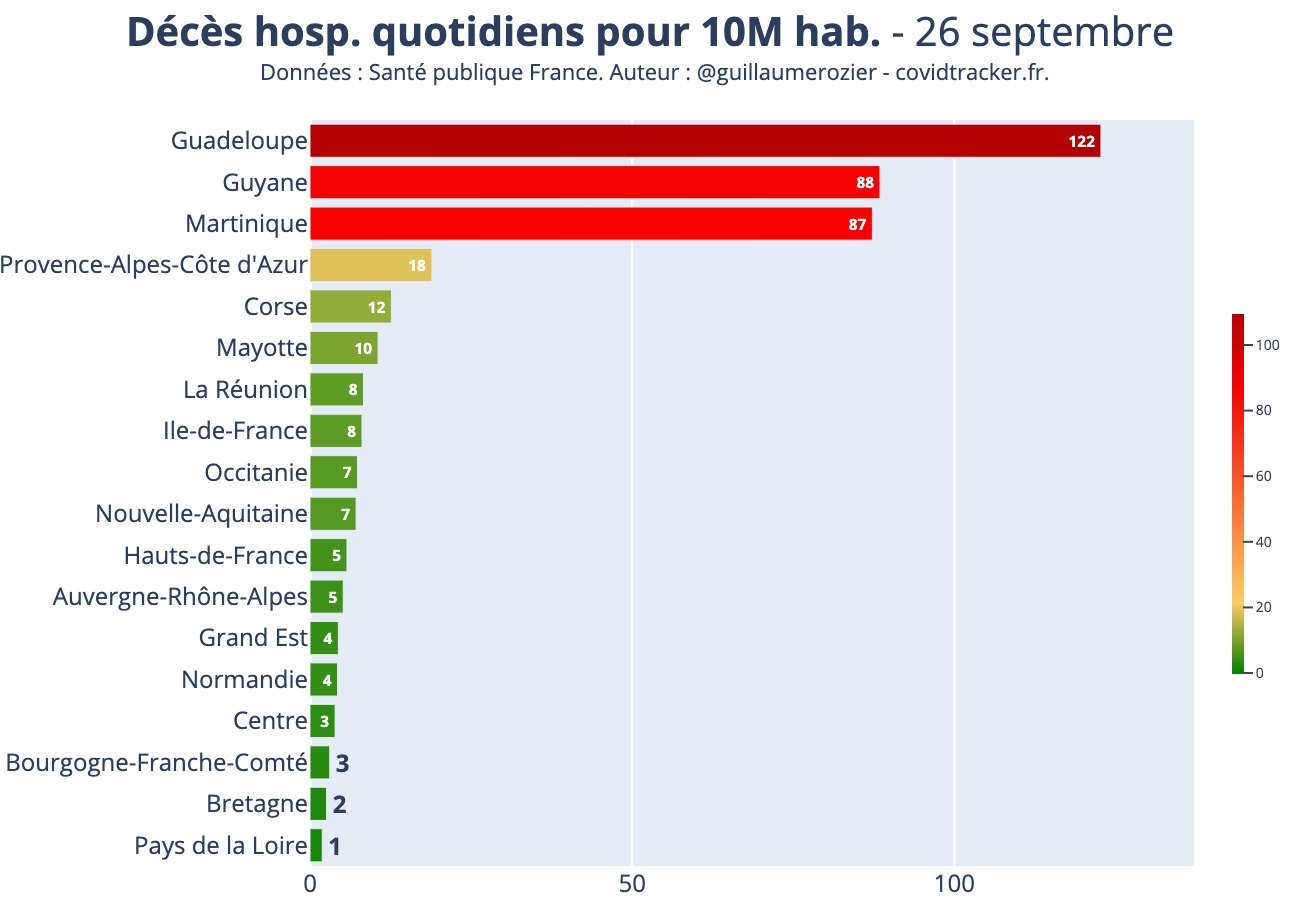 Décès hosp. quotidiens pour 10M hab. - 26 septembre
Données : Santé publique France. Auteur : @guillaumerozier - covidtracker.fr.
Guadeloupe 122
Guyane 88
Martinique 87
Provence-Alpes-Côte d'Azur 18
Corse 12
Mayotte 10
La Réunion 8
Ile-de-France 8
Occitanie 7
Nouvelle-Aquitaine 7
Hauts-de-France 5
Auvergne-Rhône-Alpes 5
Grand Est 4
Normandie 4
Centre 3
Bourgogne-Franche-Comté 3
Bretagne 2
Pays de la Loire 1
0 50 100
100
80
60
40
20
0